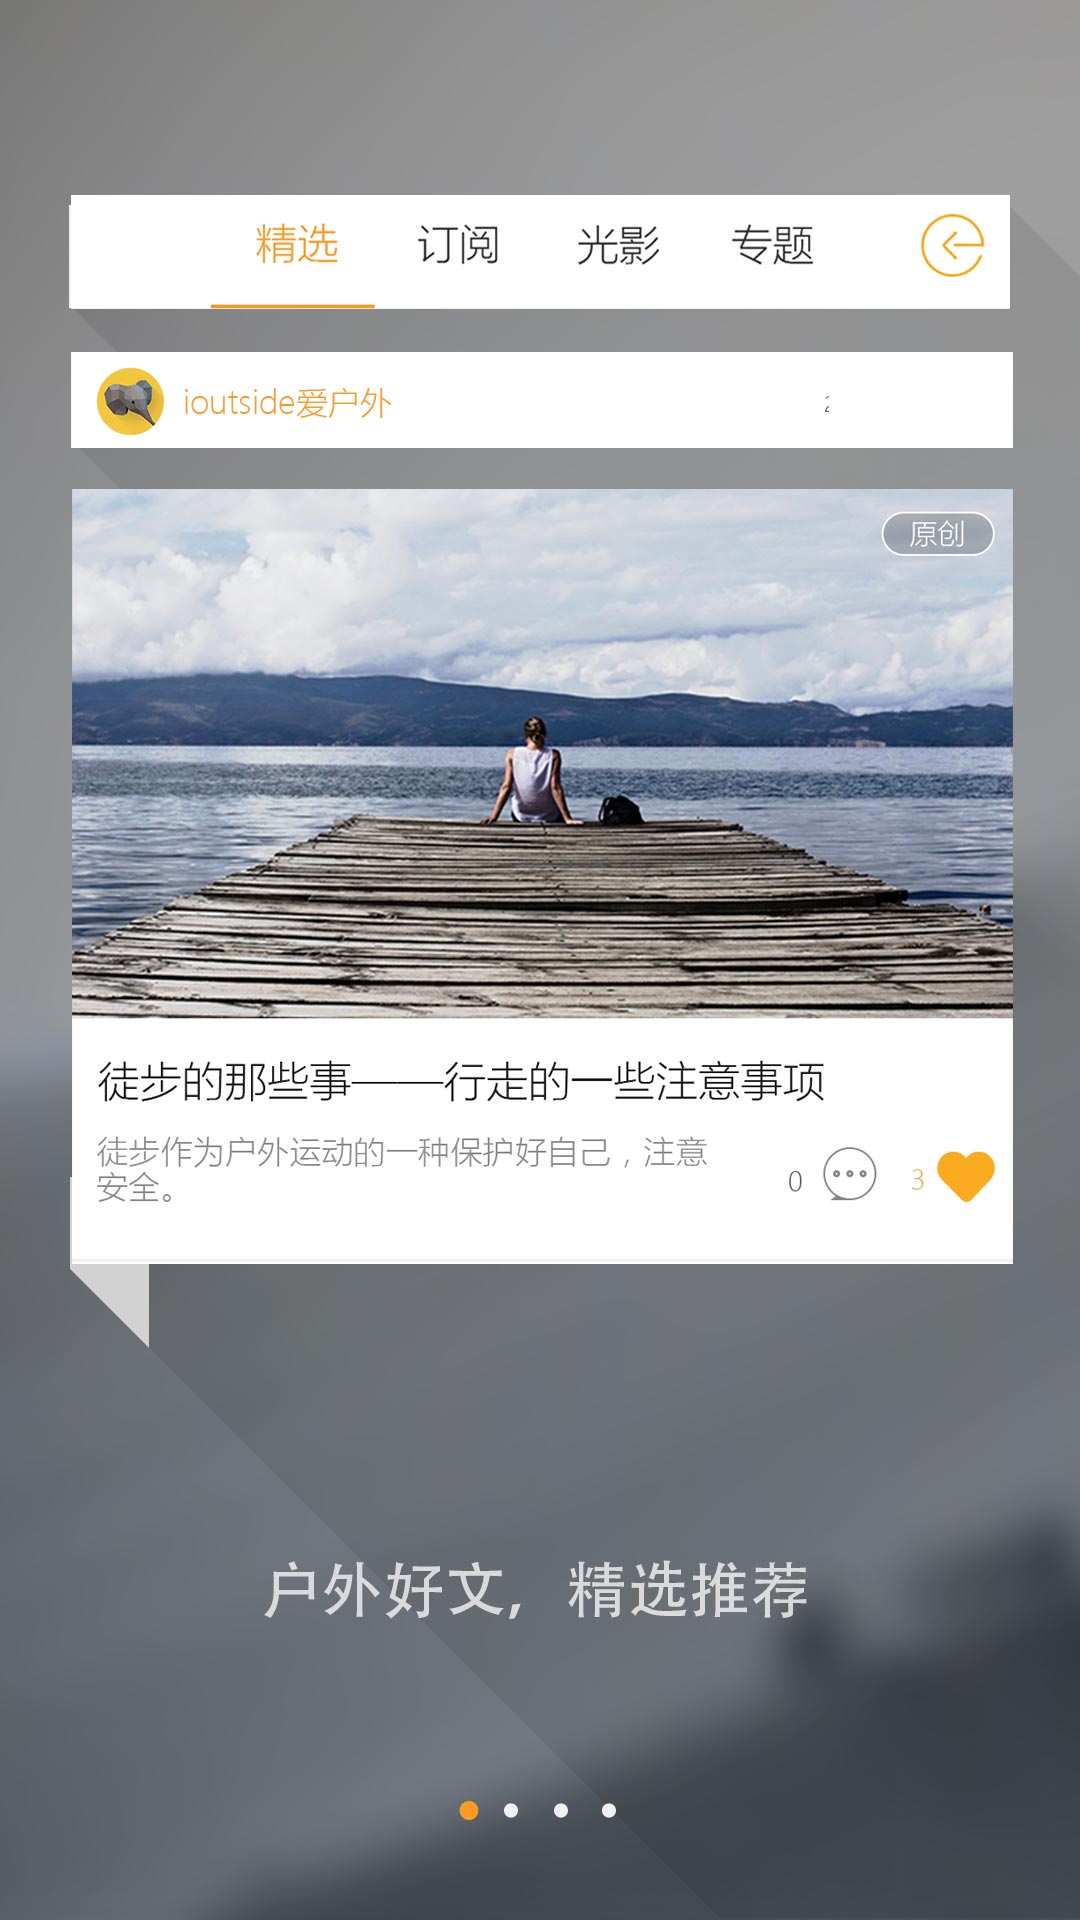 精选 订阅 光影 专题
ioutside爱户外
原创
徒步的那些事——行走的一些注意事项
徒步作为户外运动的一种保护好自己，注意
安全。
0 3
户外好文，精选推荐